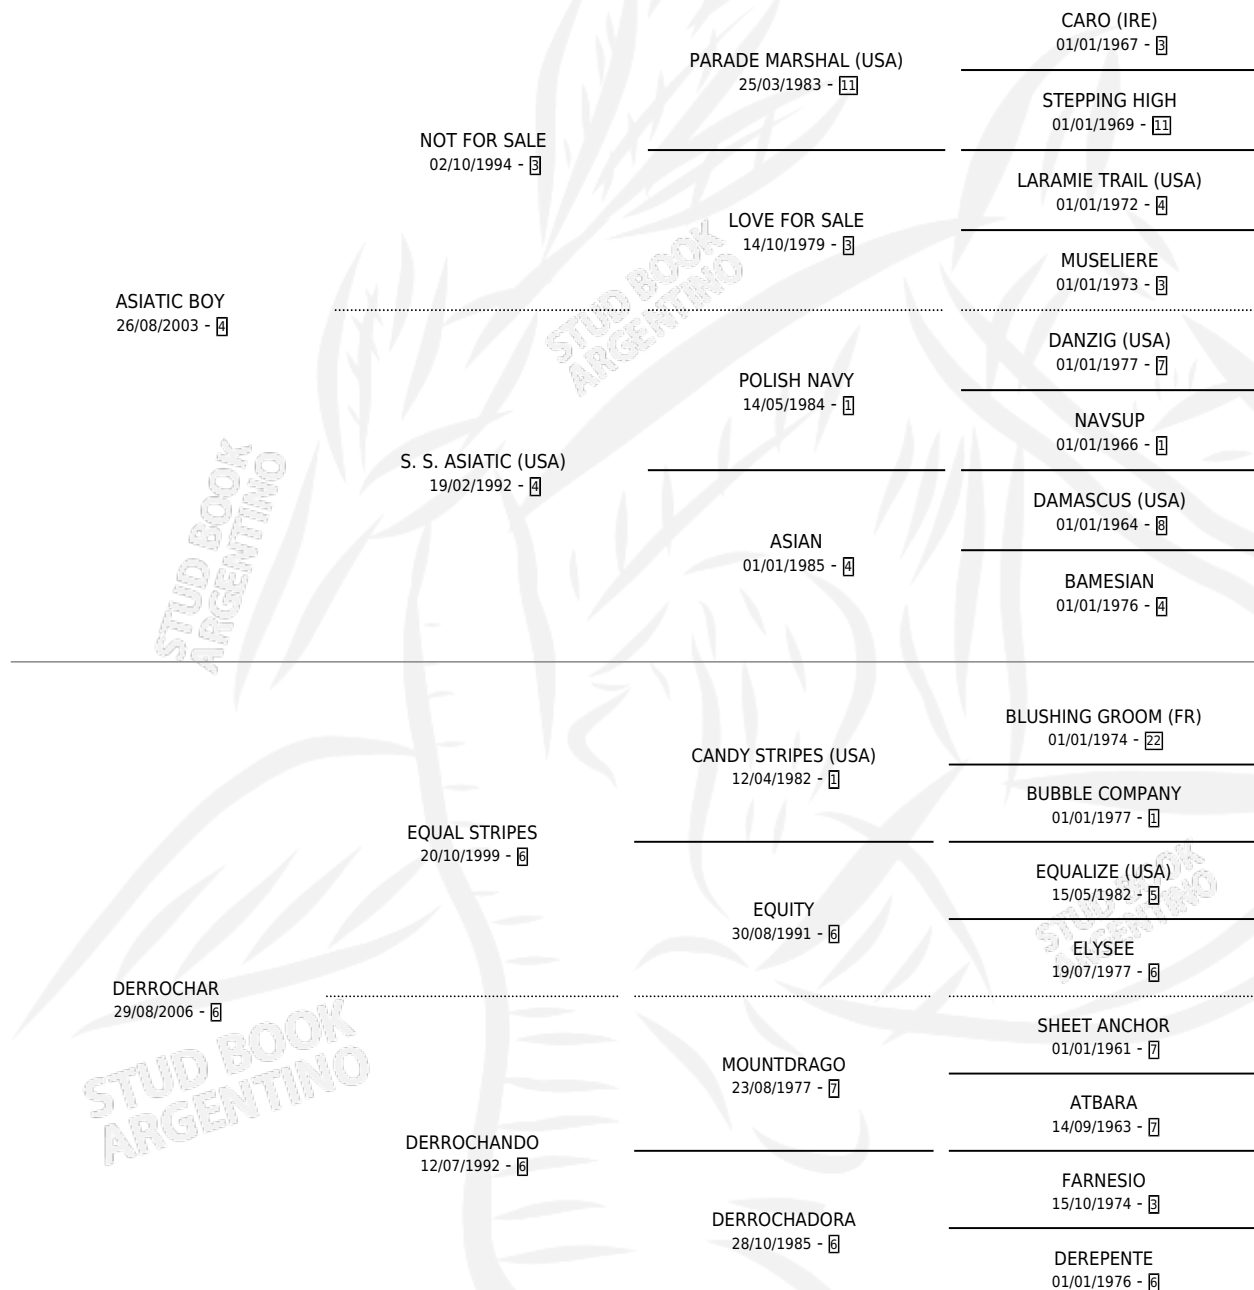 CARO (IRE)
01/01/1967 - 3
PARADE MARSHAL (USA)
25/03/1983 - 11
STEPPING HIGH
01/01/1969 - 11
NOT FOR SALE
02/10/1994 - 3
LARAMIE TRAIL (USA)
01/01/1972 - 4
LOVE FOR SALE
14/10/1979 - 3
MUSELIERE
01/01/1973 - 3
ASIATIC BOY
26/08/2003 - 4
STUD BOOK
ARGENTINO
DANZIG (USA)
01/01/1977 - 7
POLISH NAVY
14/05/1984 - 1
NAVSUP
01/01/1966 - 1
S. S. ASIATIC (USA)
19/02/1992 - 4
DAMASCUS (USA)
01/01/1964 - 8
ASIAN
01/01/1985 - 4
BAMESIAN
01/01/1976 - 4
STUD BOOK
ARGENTINO
BLUSHING GROOM (FR)
01/01/1974 - 22
CANDY STRIPES (USA)
12/04/1982 - 1
BUBBLE COMPANY
01/01/1977 - 1
EQUAL STRIPES
20/10/1999 - 6
EQUALIZE (USA)
15/05/1982 - 5
STUD BOOK
ARGENTINO
EQUITY
30/08/1991 - 6
ELYSEE
19/07/1977 - 6
DERROCHAR
29/08/2006 - 6
STUD BOOK
ARGENTINO
SHEET ANCHOR
01/01/1961 - 7
MOUNTDRAGO
23/08/1977 - 7
ATBARA
14/09/1963 - 7
DERROCHANDO
12/07/1992 - 6
FARNESIO
15/10/1974 - 3
DERROCHADORA
28/10/1985 - 6
DEREPENTE
01/01/1976 - 6